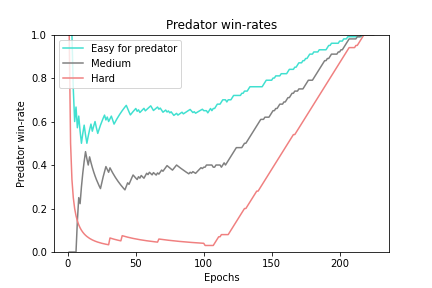 Predator win-rates
Predator win-rate
1.0
0.8
0.6
0.4
0.2
0.0
Easy for predator
Medium
Hard
0 50 100 150 200
Epochs